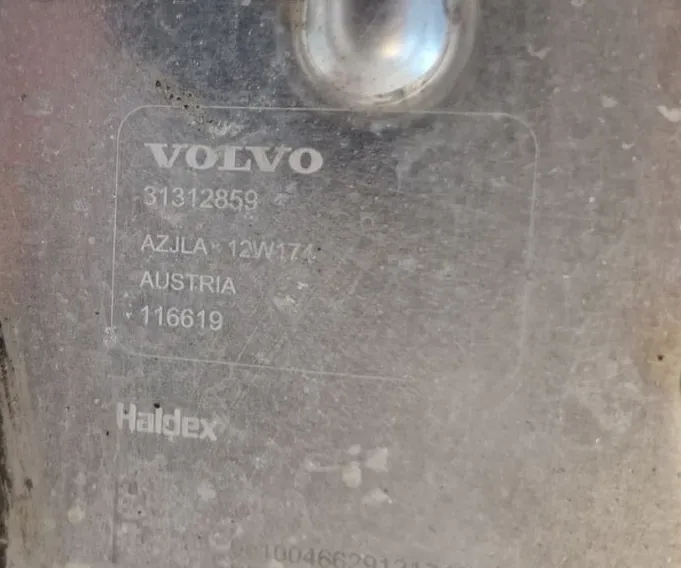 VOLVO
31312859
AZJLA 12W174
AUSTRIA
116619
Haldex